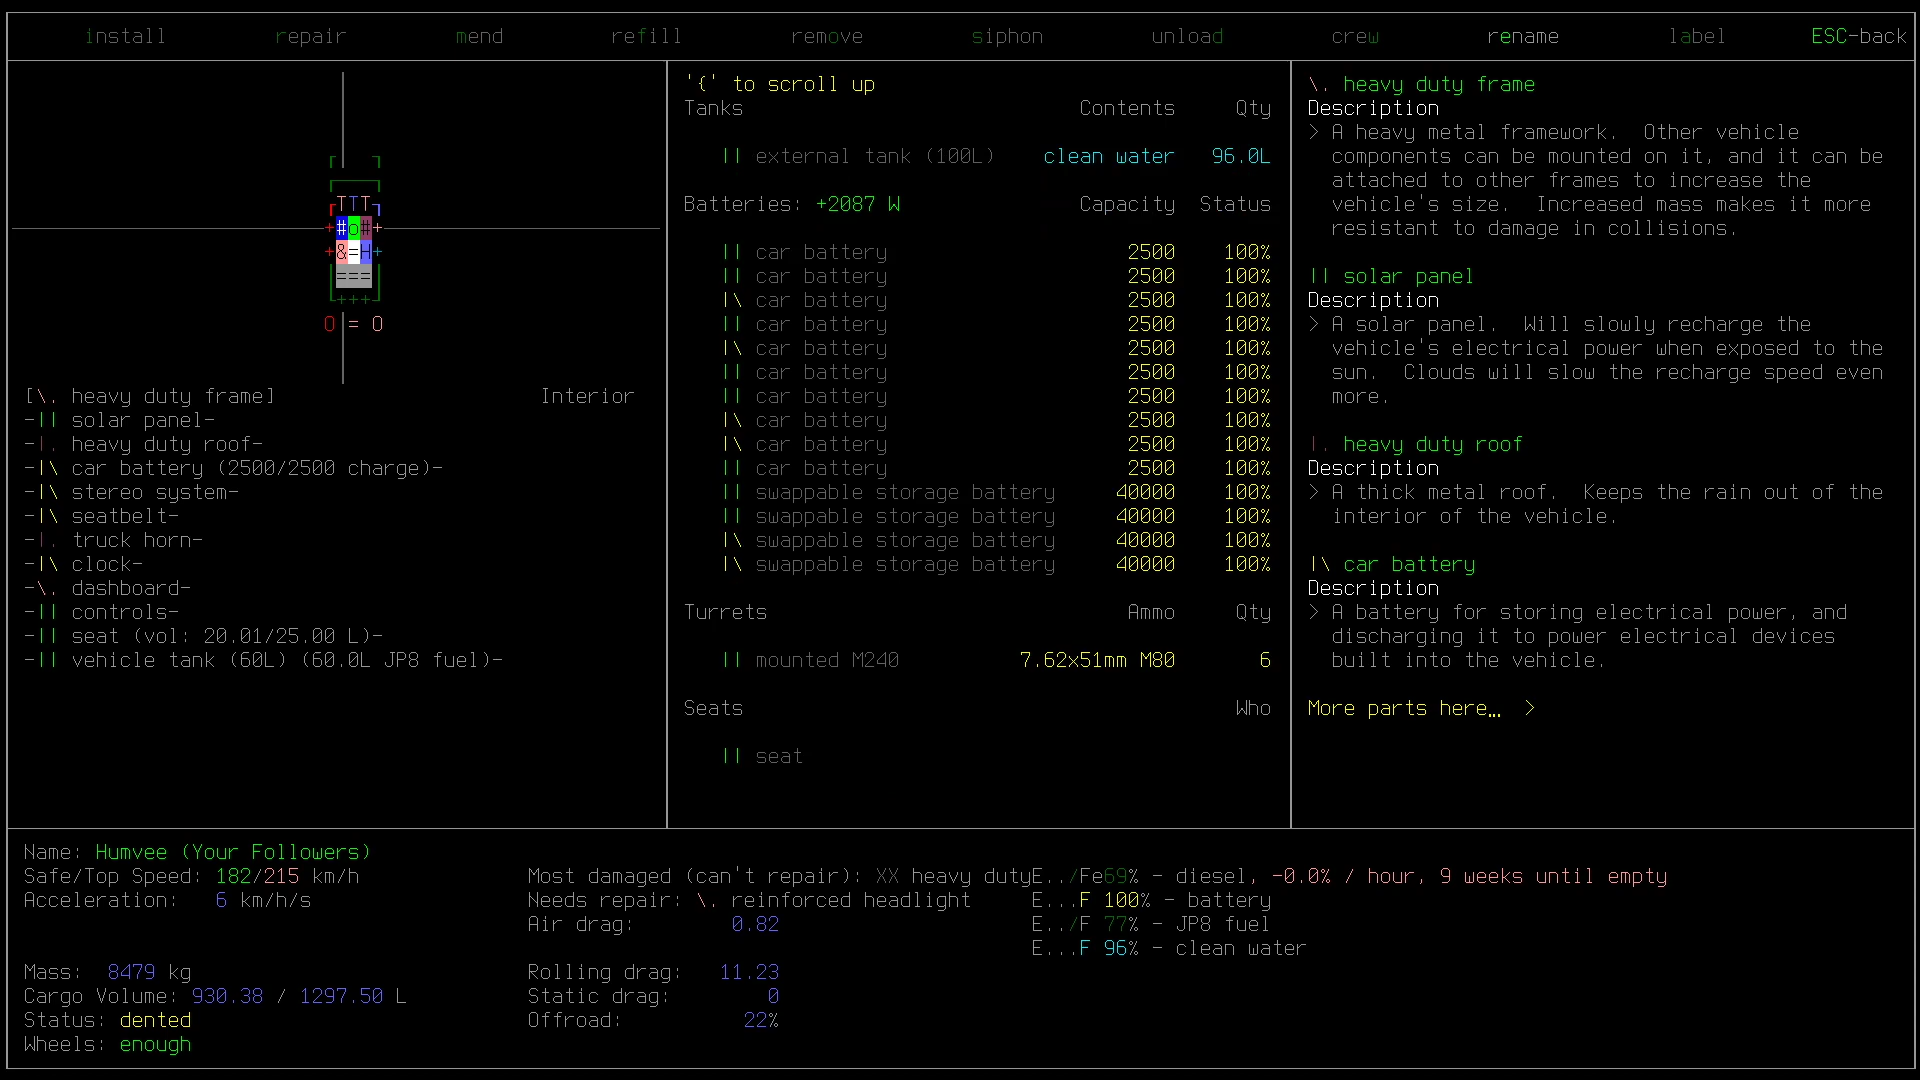 install repair mend refill remove siphon unload crew rename label ESC-back
'{' to scroll up
Tanks Contents Qty
|| external tank (100L) clean water 96.0L
Batteries: +2087 W Capacity Status
|| car battery 2500 100%
|| car battery 2500 100%
|\ car battery 2500 100%
|| car battery 2500 100%
|\ car battery 2500 100%
|| car battery 2500 100%
|| car battery 2500 100%
|\ car battery 2500 100%
|\ car battery 2500 100%
|| car battery 2500 100%
|| swappable storage battery 40000 100%
|| swappable storage battery 40000 100%
|\ swappable storage battery 40000 100%
|\ swappable storage battery 40000 100%
Turrets Ammo Qty
|| mounted M240 7.62x51mm M80 6
Seats Who
|| seat
TTT
+#o#+
+&=H+
===
+++
O = O
[\. heavy duty frame] Interior
-|| solar panel-
-|. heavy duty roof-
-|\ car battery (2500/2500 charge)-
-|\ stereo system-
-|\ seatbelt-
-|. truck horn-
-|\ clock-
-\. dashboard-
-|| controls-
-|| seat (vol: 20.01/25.00 L)-
-|| vehicle tank (60L) (60.0L JP8 fuel)-
\. heavy duty frame
Description
> A heavy metal framework.  Other vehicle
components can be mounted on it, and it can be
attached to other frames to increase the
vehicle's size.  Increased mass makes it more
resistant to damage in collisions.
|| solar panel
Description
> A solar panel.  Will slowly recharge the
vehicle's electrical power when exposed to the
sun.  Clouds will slow the recharge speed even
more.
|. heavy duty roof
Description
> A thick metal roof.  Keeps the rain out of the
interior of the vehicle.
|\ car battery
Description
> A battery for storing electrical power, and
discharging it to power electrical devices
built into the vehicle.
More parts here…  >
Name: Humvee (Your Followers)
Safe/Top Speed: 182/215 km/h
Acceleration: 6 km/h/s
Mass: 8479 kg
Cargo Volume: 930.38 / 1297.50 L
Status: dented
Wheels: enough
Most damaged (can't repair): XX heavy duty
Needs repair: \. reinforced headlight
Air drag: 0.82
Rolling drag: 11.23
Static drag: 0
Offroad: 22%
E../Fe69% - diesel, -0.0% / hour, 9 weeks until empty
E...F 100% - battery
E../F 77% - JP8 fuel
E...F 96% - clean water